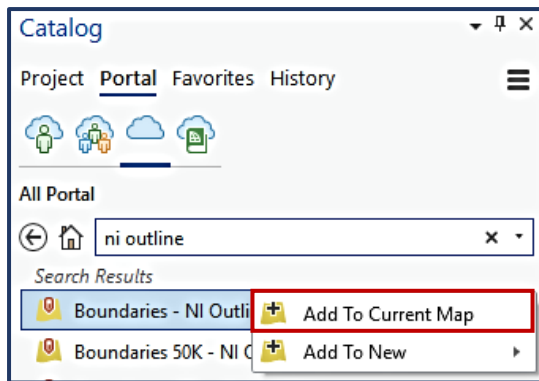 Catalog
Project Portal Favorites History
All Portal
ni outline
Search Results
Boundaries - NI Outli
Add To Current Map
Boundaries 50K - NI
Add To New